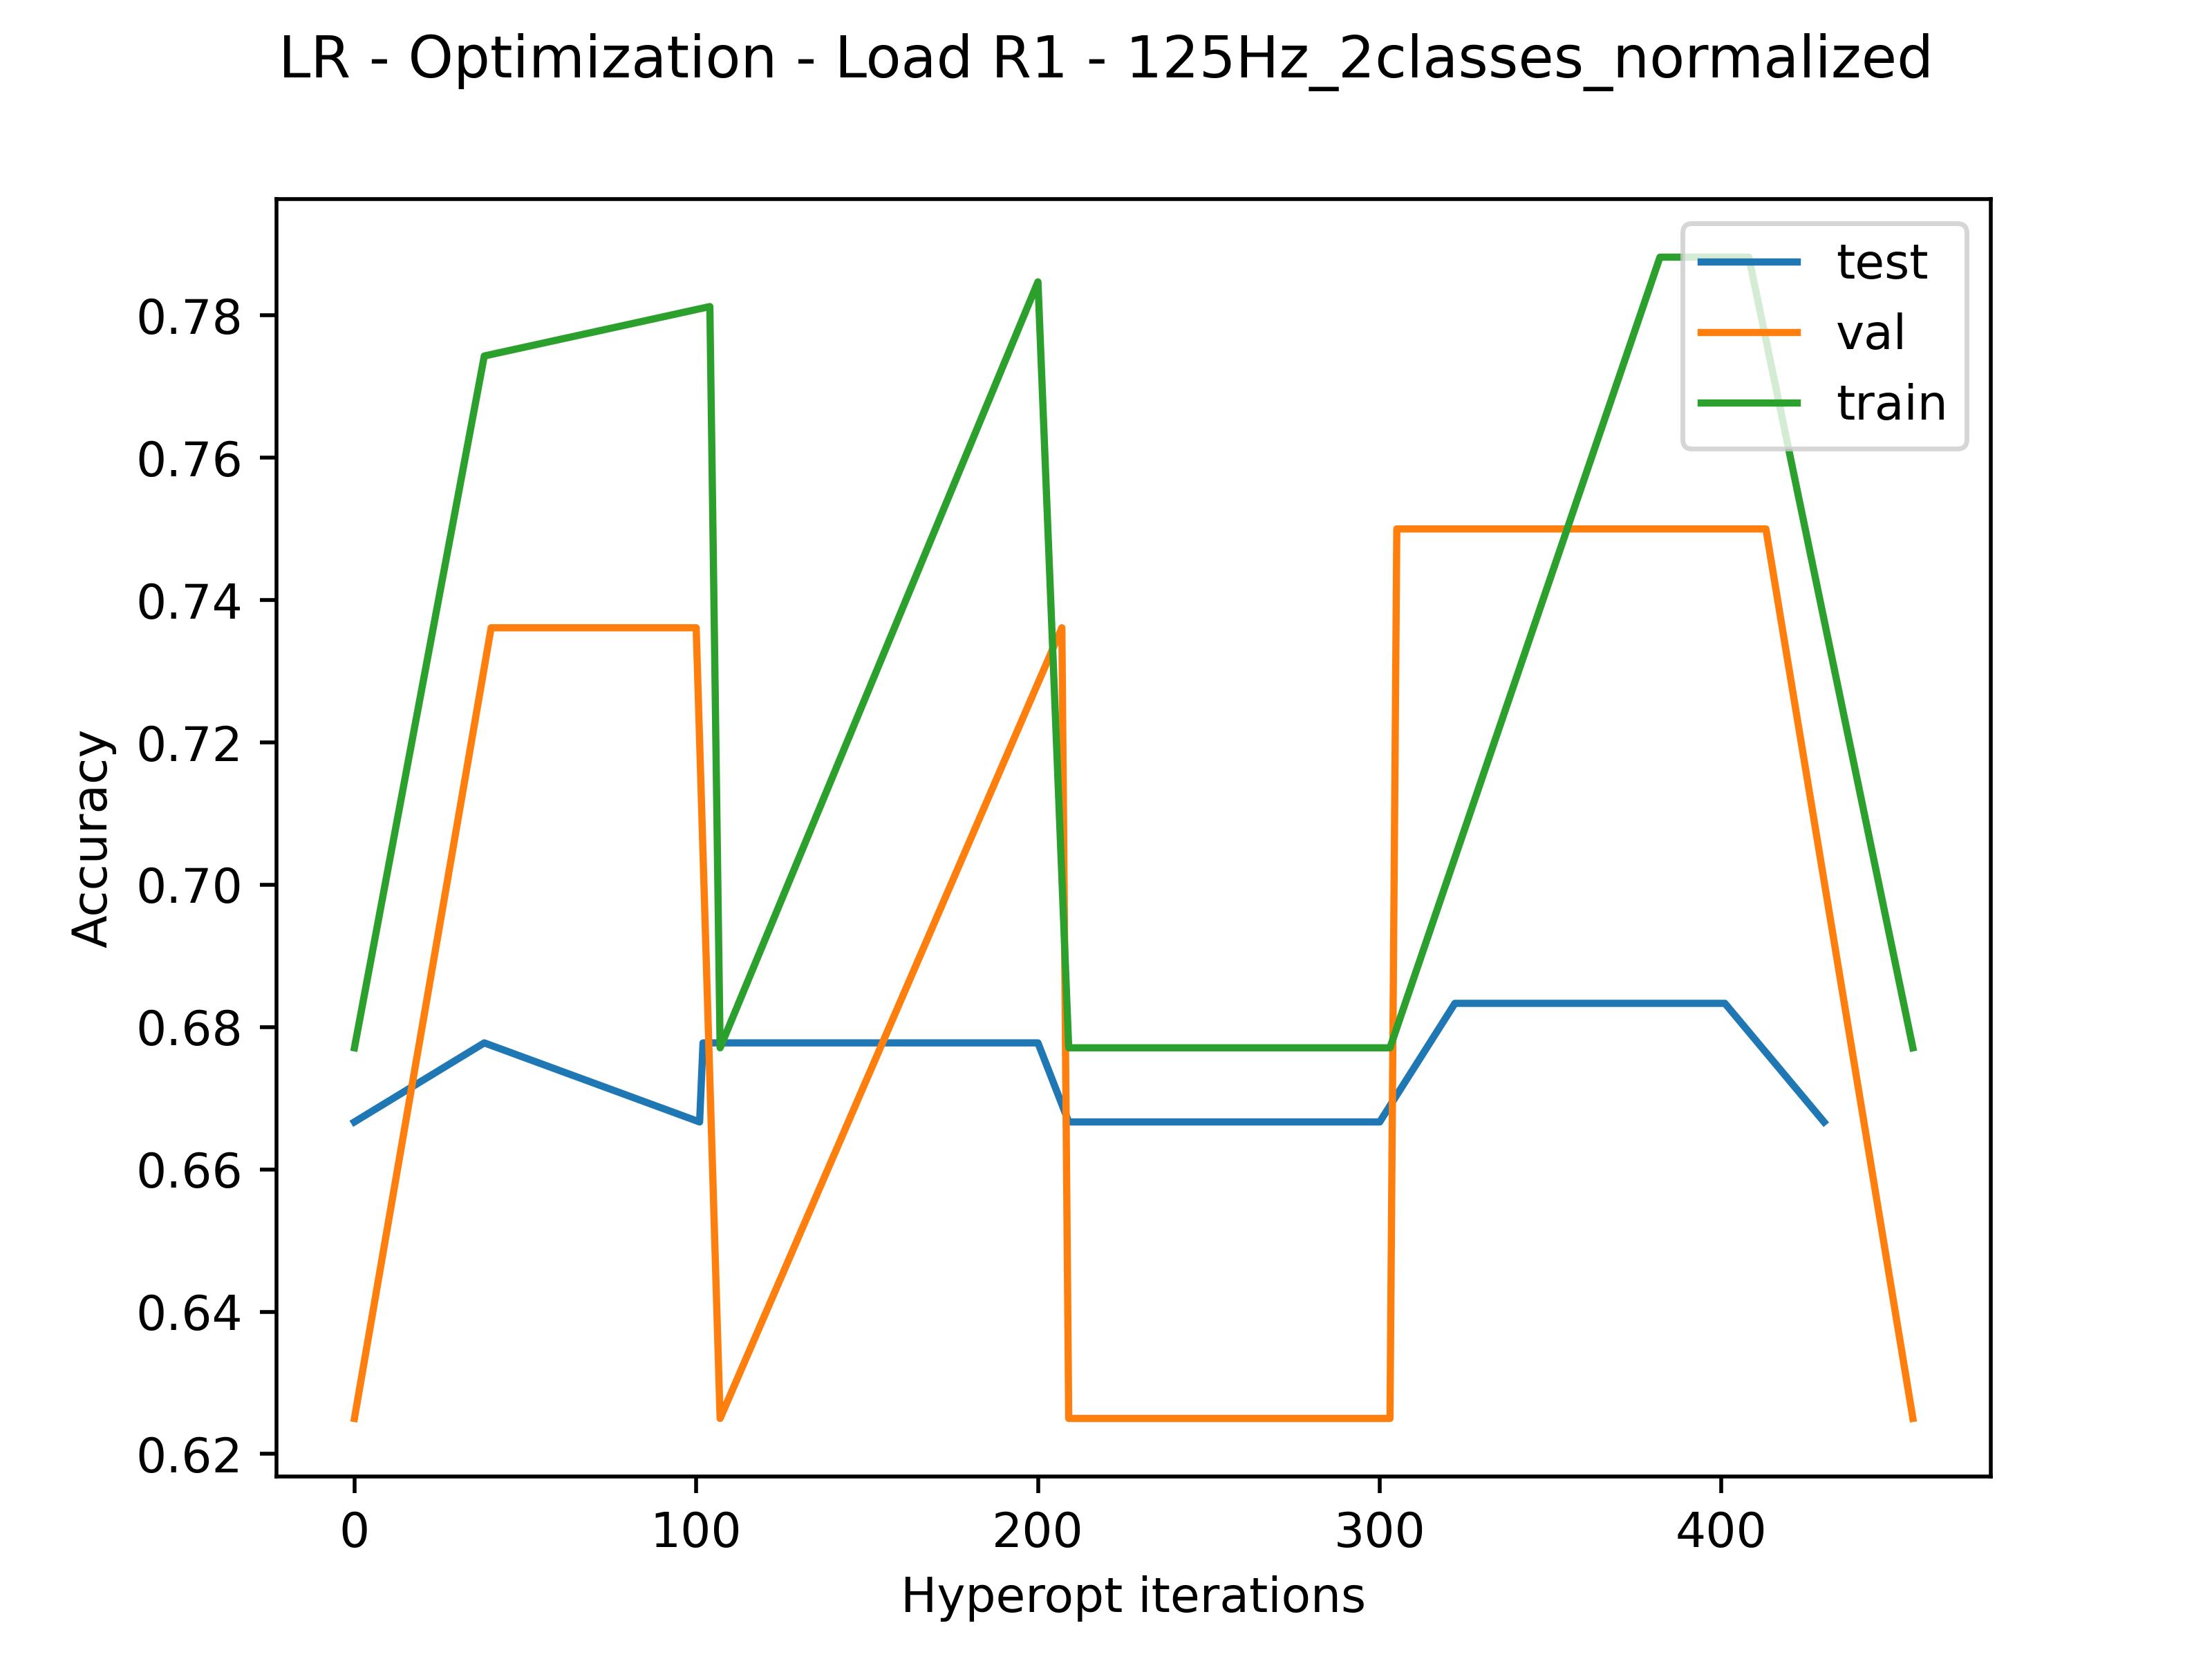 LR - Optimization - Load R1 - 125Hz_2classes_normalized
test
val
train
0.78
0.76
0.74
0.72
0.70
0.68
0.66
0.64
0.62
Accuracy
0 100 200 300 400
Hyperopt iterations